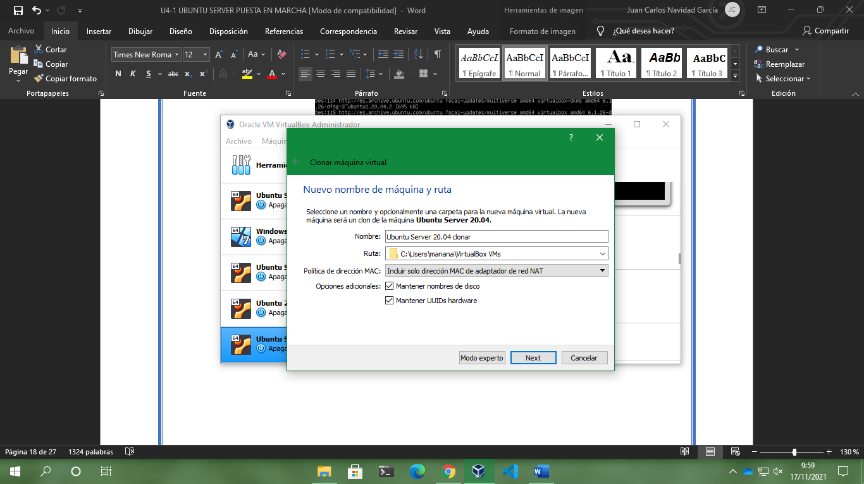 U4-1 UBUNTU SERVER PUESTA EN MARCHA [Modo de compatibilidad] - Word
Herramientas de imagen
Juan Carlos Navidad García
JC
Archivo Inicio Insertar Dibujar Diseño Disposición Referencias Correspondencia Revisar Vista Ayuda Formato de imagen ¿Qué desea hacer? Compartir
Pegar
Cortar
Copiar
Copiar formato
Portapapeles
Times New Roma 12
N K S abc x₂ x²
Fuente
Párrafo
AaBbCcI AaBbCcI AaBbCcI Aa AaBb AaBbC
¶ Epígrafe ¶ Normal ¶ Párrafo... ¶ Título 1 ¶ Título 2 ¶ Título 3
Estilos
Buscar
Reemplazar
Seleccionar
Edición
Oracle VM VirtualBox Administrador
Archivo Máquin
Herramie
Ubuntu S
Apaga
Windows
Apaga
Ubuntu S
Apaga
Ubuntu 2
Apaga
Ubuntu S
Apaga
?
Clonar máquina virtual
Nuevo nombre de máquina y ruta
Seleccione un nombre y opcionalmente una carpeta para la nueva máquina virtual. La nueva
máquina será un clon de la máquina Ubuntu Server 20.04.
Nombre: Ubuntu Server 20.04 clonar
Ruta: C:\Users\manana\VirtualBox VMs
Política de dirección MAC: Incluir solo dirección MAC de adaptador de red NAT
Opciones adicionales: Mantener nombres de disco
Mantener UUIDs hardware
Modo experto Next Cancelar
Página 18 de 27 1324 palabras
130 %
9:59
17/11/2021